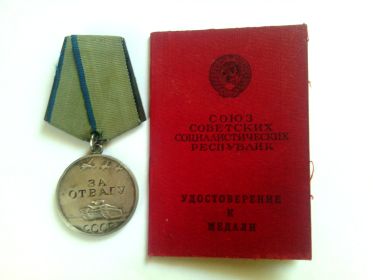 ЗА
ОТВАГУ
СССР
СОЮЗ
СОВЕТСКИХ
СОЦИАЛИСТИЧЕСКИХ
РЕСПУБЛИК
УДОСТОВЕРЕНИЕ
К
МЕДАЛИ